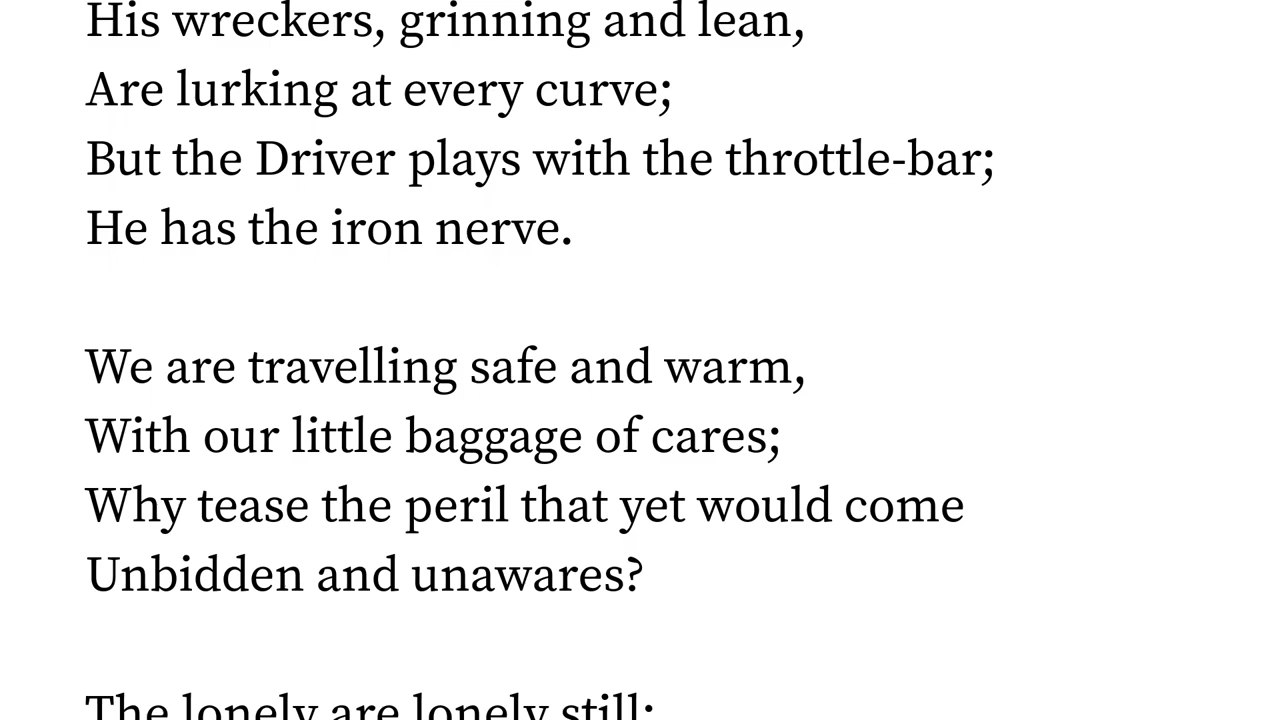 His wreckers, grinning and lean,
Are lurking at every curve;
But the Driver plays with the throttle-bar;
He has the iron nerve.
We are travelling safe and warm,
With our little baggage of cares;
Why tease the peril that yet would come
Unbidden and unawares?
The lonely are lonely still;